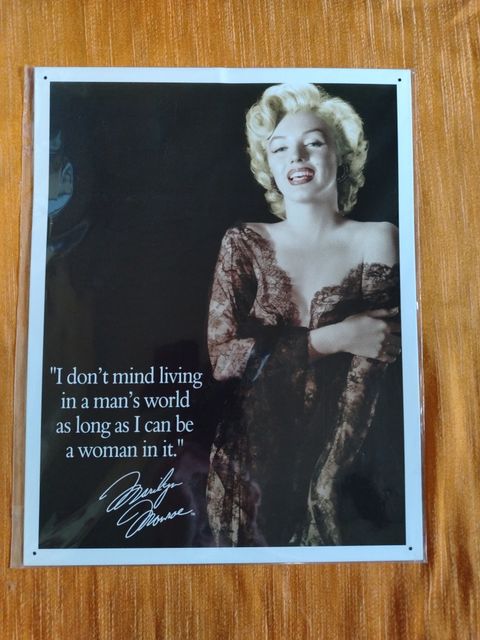 "I don't mind living
in a man's world
as long as I can be
a woman in it."
Marilyn
Monroe